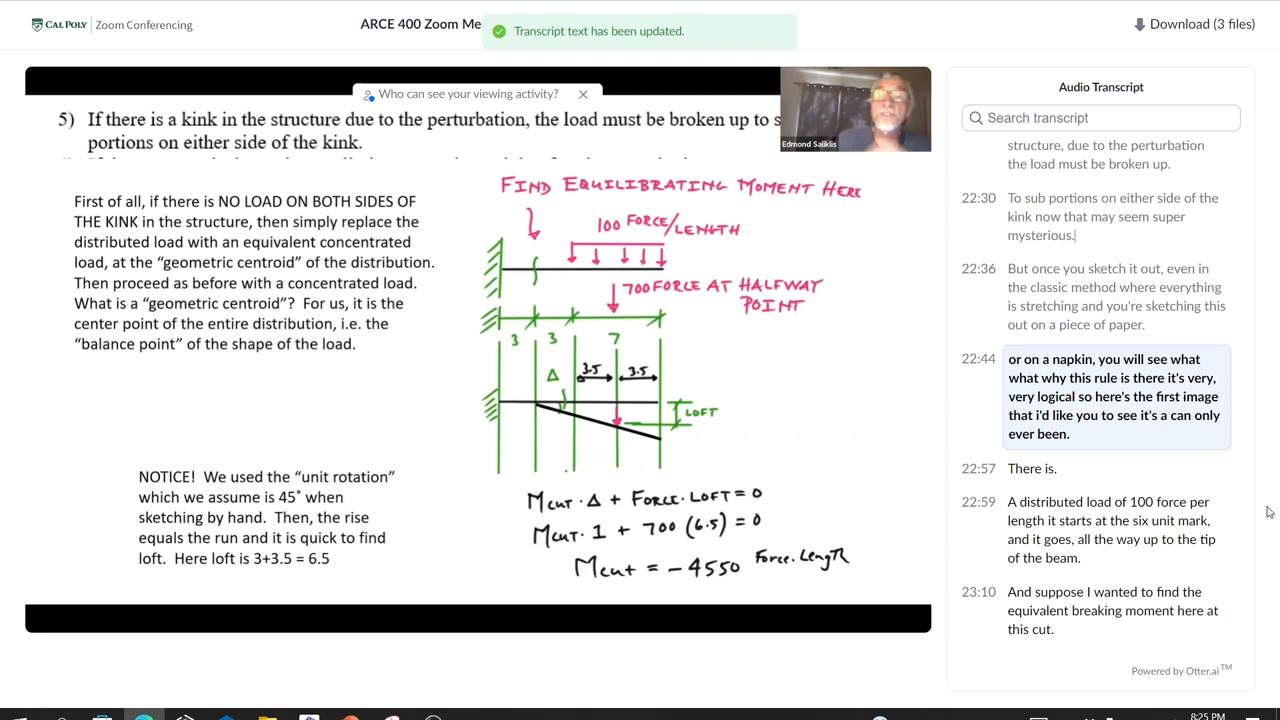 CAL POLY | Zoom Conferencing
ARCE 400 Zoom Me
Transcript text has been updated.
Download (3 files)
Who can see your viewing activity?
5) If there is a kink in the structure due to the perturbation, the load must be broken up to s
portions on either side of the kink.
Edmond Saliklis
First of all, if there is NO LOAD ON BOTH SIDES OF
THE KINK in the structure, then simply replace the
distributed load with an equivalent concentrated
load, at the “geometric centroid” of the distribution.
Then proceed as before with a concentrated load.
What is a “geometric centroid”? For us, it is the
center point of the entire distribution, i.e. the
“balance point” of the shape of the load.
NOTICE! We used the “unit rotation”
which we assume is 45˚ when
sketching by hand. Then, the rise
equals the run and it is quick to find
loft. Here loft is 3+3.5 = 6.5
FIND EQUILIBRATING MOMENT HERE
100 FORCE/LENGTH
700 FORCE AT HALFWAY
POINT
3 3 7
Δ 3.5 3.5
LOFT
Mcut · Δ + FORCE · LOFT = 0
Mcut · 1 + 700 (6.5) = 0
Mcut = -4550 Force.Length
Audio Transcript
Search transcript
structure, due to the perturbation
the load must be broken up.
22:30 To sub portions on either side of the
kink now that may seem super
mysterious.
22:36 But once you sketch it out, even in
the classic method where everything
is stretching and you're sketching this
out on a piece of paper.
22:44 or on a napkin, you will see what
what why this rule is there it's very,
very logical so here's the first image
that i'd like you to see it's a can only
ever been.
22:57 There is.
22:59 A distributed load of 100 force per
length it starts at the six unit mark,
and it goes, all the way up to the tip
of the beam.
23:10 And suppose I wanted to find the
equivalent breaking moment here at
this cut.
Powered by Otter.ai™
8:25 PM